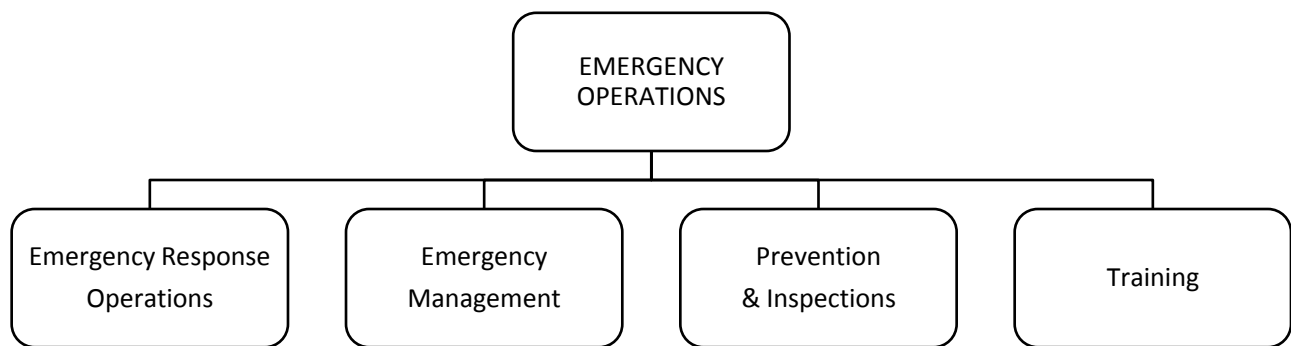 EMERGENCY
OPERATIONS
Emergency Response
Operations
Emergency
Management
Prevention
& Inspections
Training